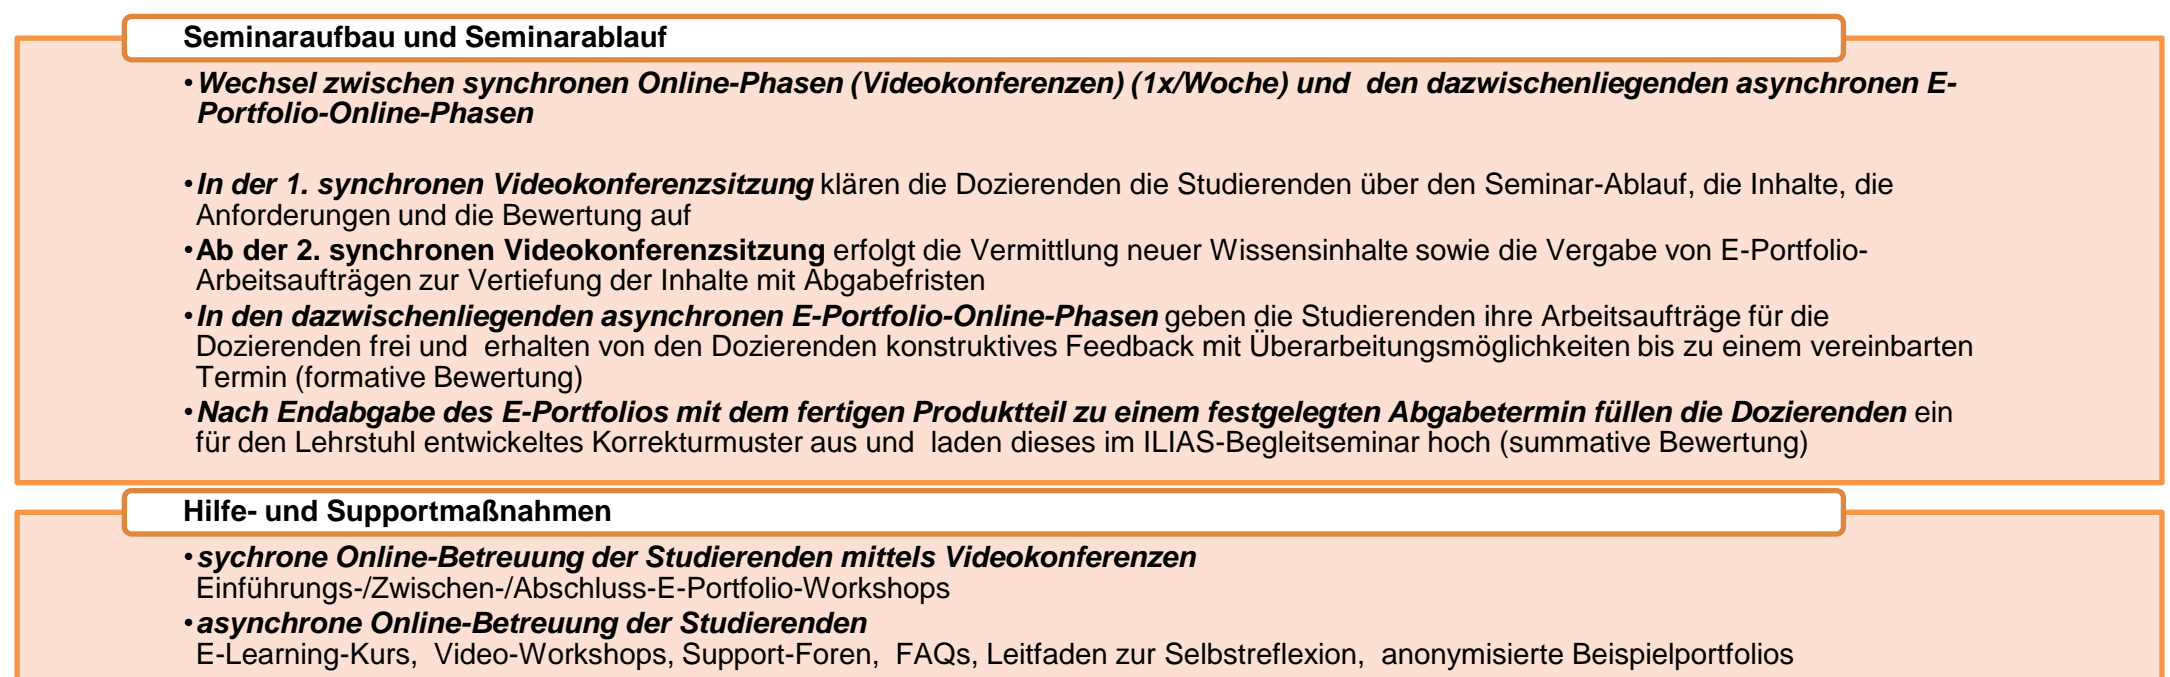 Seminaraufbau und Seminarablauf
• Wechsel zwischen synchronen Online-Phasen (Videokonferenzen) (1x/Woche) und den dazwischenliegenden asynchronen E-
Portfolio-Online-Phasen
• In der 1. synchronen Videokonferenzsitzung klären die Dozierenden die Studierenden über den Seminar-Ablauf, die Inhalte, die
Anforderungen und die Bewertung auf
• Ab der 2. synchronen Videokonferenzsitzung erfolgt die Vermittlung neuer Wissensinhalte sowie die Vergabe von E-Portfolio-
Arbeitsaufträgen zur Vertiefung der Inhalte mit Abgabefristen
• In den dazwischenliegenden asynchronen E-Portfolio-Online-Phasen geben die Studierenden ihre Arbeitsaufträge für die
Dozierenden frei und erhalten von den Dozierenden konstruktives Feedback mit Überarbeitungsmöglichkeiten bis zu einem vereinbarten
Termin (formative Bewertung)
• Nach Endabgabe des E-Portfolios mit dem fertigen Produktteil zu einem festgelegten Abgabetermin füllen die Dozierenden ein
für den Lehrstuhl entwickeltes Korrekturmuster aus und laden dieses im ILIAS-Begleitseminar hoch (summative Bewertung)
Hilfe- und Supportmaßnahmen
• sychrone Online-Betreuung der Studierenden mittels Videokonferenzen
Einführungs-/Zwischen-/Abschluss-E-Portfolio-Workshops
• asynchrone Online-Betreuung der Studierenden
E-Learning-Kurs, Video-Workshops, Support-Foren, FAQs, Leitfaden zur Selbstreflexion, anonymisierte Beispielportfolios